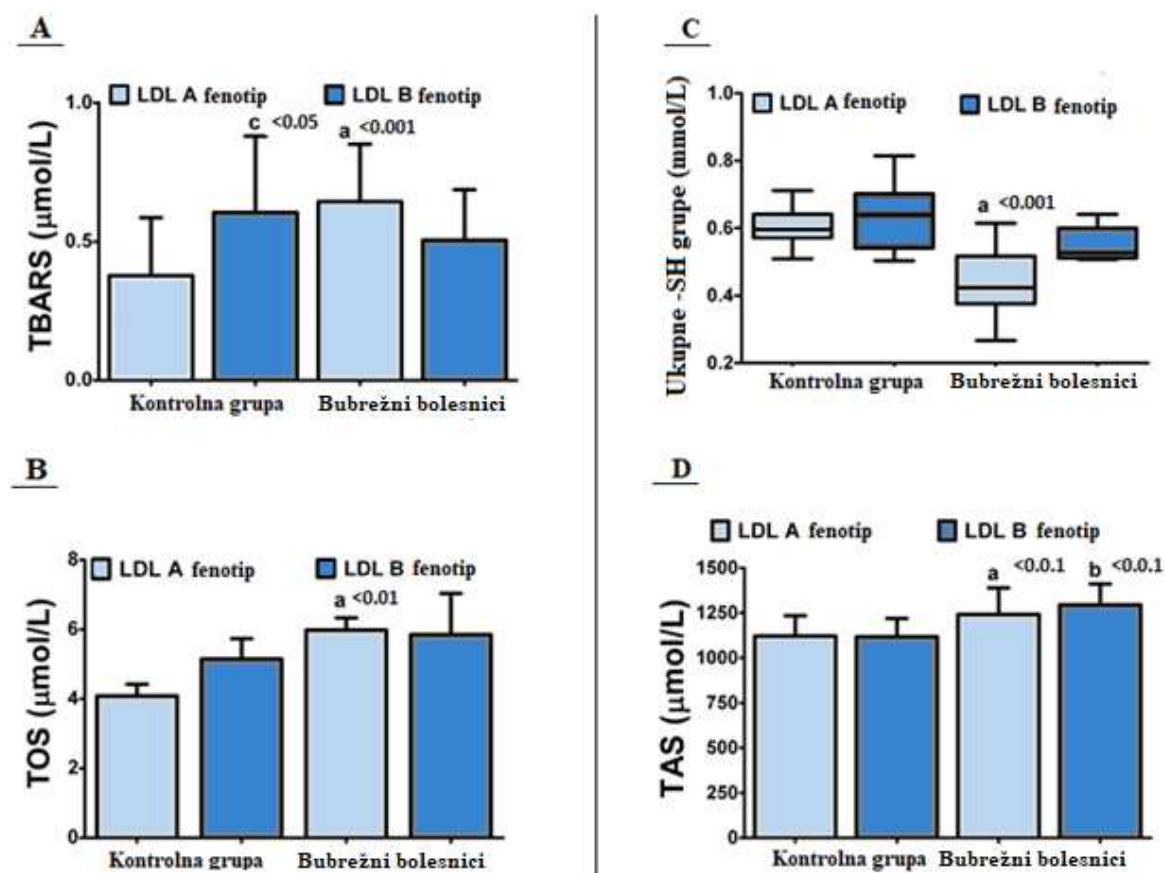 A
LDL A fenotip LDL B fenotip
c <0.05 a <0.001
TBARS (µmol/L)
1.0
0.5
0.0
Kontrolna grupa Bubrežni bolesnici
B
LDL A fenotip LDL B fenotip
a <0.01
TOS (µmol/L)
8
6
4
2
0
Kontrolna grupa Bubrežni bolesnici
C
LDL A fenotip LDL B fenotip
a <0.001
Ukupne -SH grupe (mmol/L)
1.0
0.8
0.6
0.4
0.2
Kontrolna grupa Bubrežni bolesnici
D
LDL A fenotip LDL B fenotip
a <0.0.1 b <0.0.1
TAS (µmol/L)
1500
1250
1000
750
500
250
0
Kontrolna grupa Bubrežni bolesnici